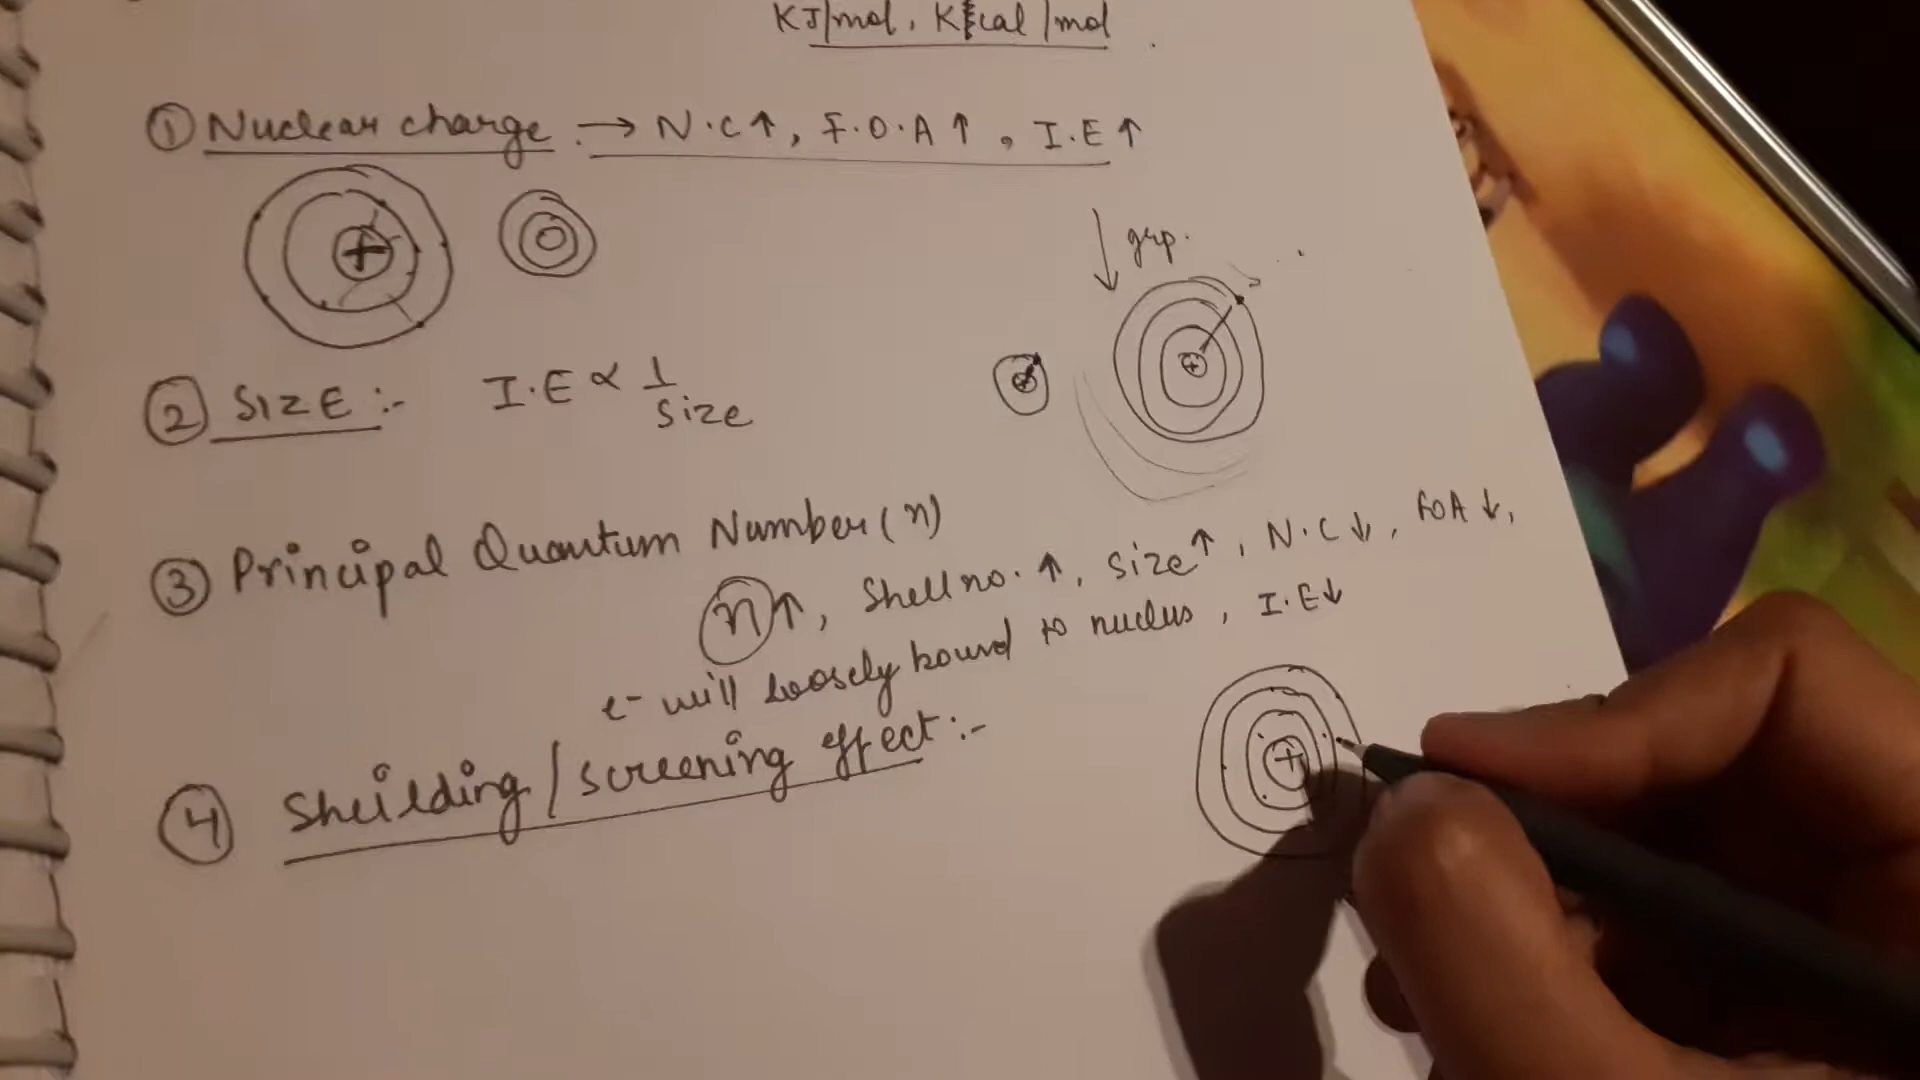 KJ/mol, Kcal/mol
① Nuclear charge → N.C↑, F.O.A↑, I.E↑
+
grp.
+
+
② SIZE :- I.E ∝ 1/Size
③ Principal Quantum Number (n)
n↑, Shell no. ↑, Size↑, N.C↓, FOA↓,
e- will loosely bound to nucleus, I.E↓
④ Sheilding/screening effect :-
+